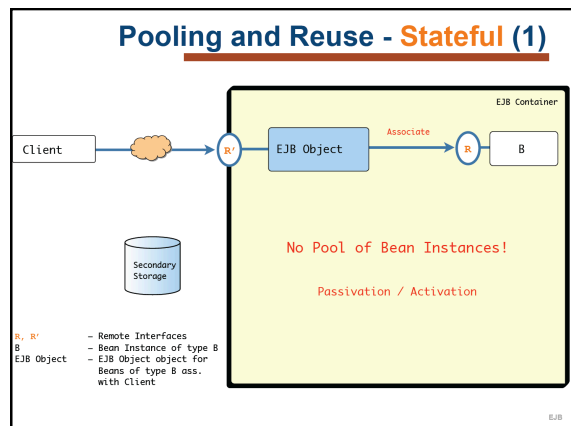 Pooling and Reuse - Stateful (1)
EJB Container
Client
R'
EJB Object
Associate
R
B
No Pool of Bean Instances!
Secondary
Storage
Passivation / Activation
R, R' – Remote Interfaces
B – Bean Instance of type B
EJB Object – EJB Object object for
Beans of type B ass.
with Client
EJB